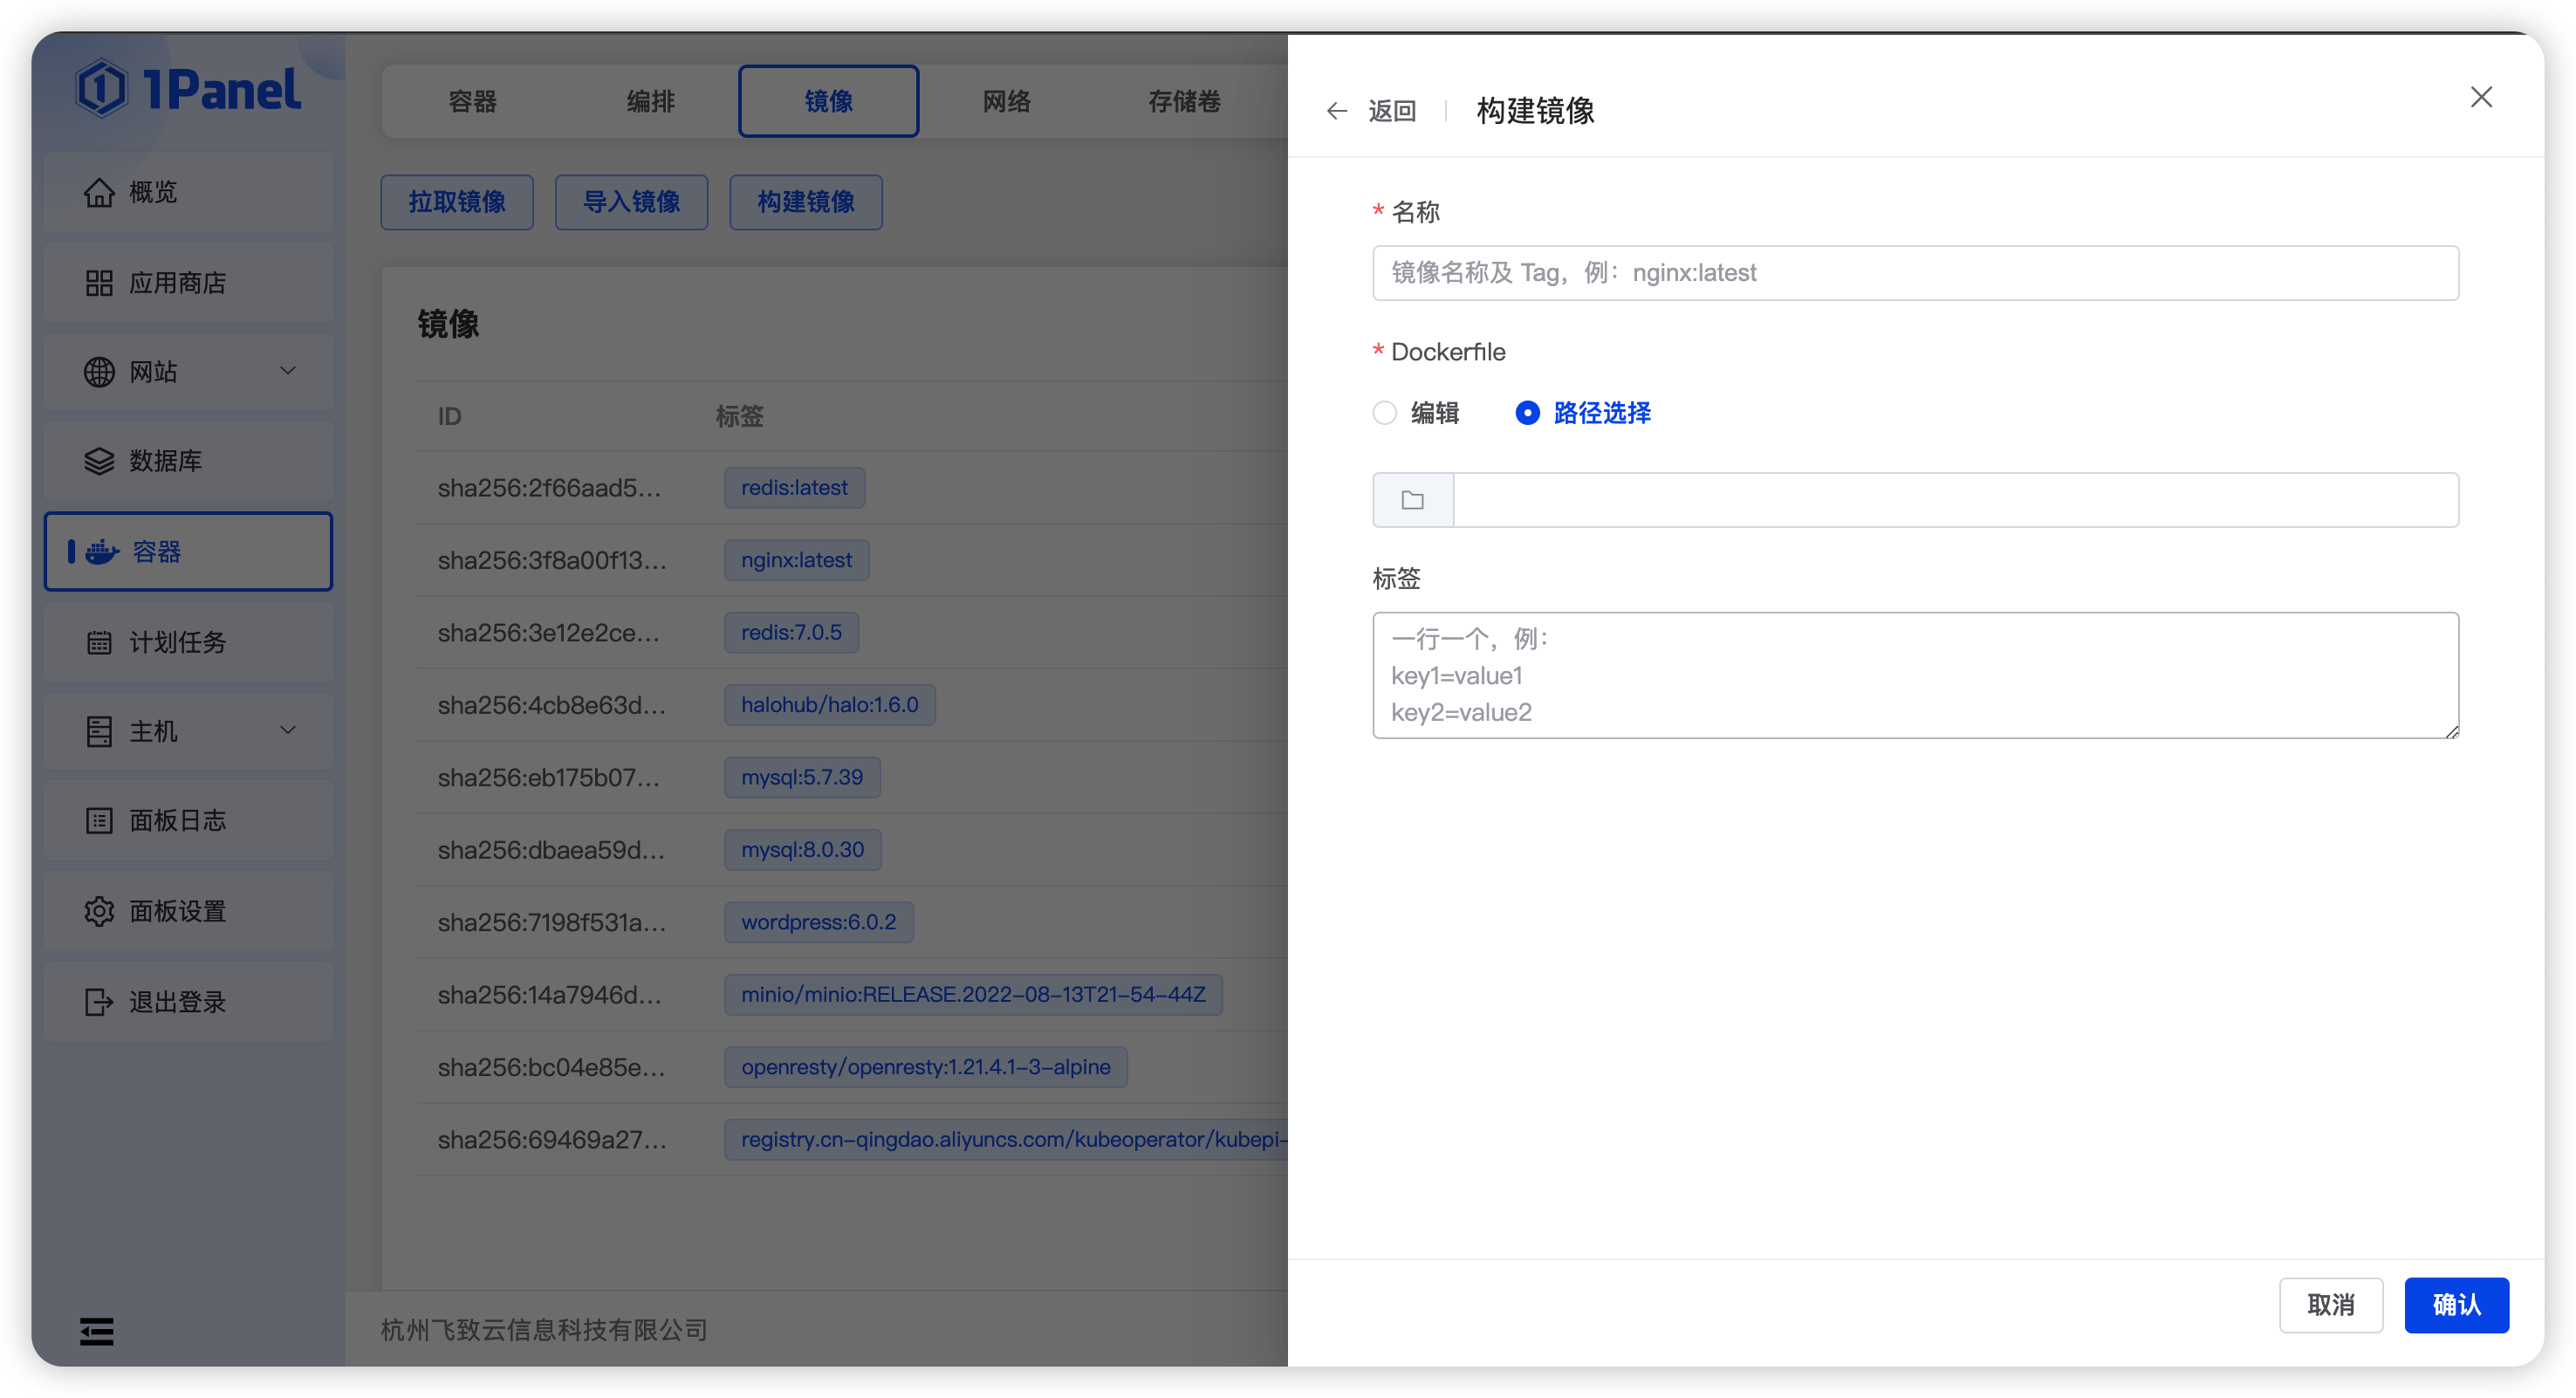 1Panel
概览
应用商店
网站
数据库
容器
计划任务
主机
面板日志
面板设置
退出登录
容器
编排
镜像
网络
存储卷
拉取镜像
导入镜像
构建镜像
镜像
ID 标签
sha256:2f66aad5... redis:latest
sha256:3f8a00f13... nginx:latest
sha256:3e12e2ce... redis:7.0.5
sha256:4cb8e63d... halohub/halo:1.6.0
sha256:eb175b07... mysql:5.7.39
sha256:dbaea59d... mysql:8.0.30
sha256:7198f531a... wordpress:6.0.2
sha256:14a7946d... minio/minio:RELEASE.2022-08-13T21-54-44Z
sha256:bc04e85e... openresty/openresty:1.21.4.1-3-alpine
sha256:69469a27... registry.cn-qingdao.aliyuncs.com/kubeoperator/kubepi-
杭州飞致云信息科技有限公司
返回 构建镜像
* 名称
镜像名称及 Tag，例：nginx:latest
* Dockerfile
编辑 路径选择
标签
一行一个，例：
key1=value1
key2=value2
取消 确认